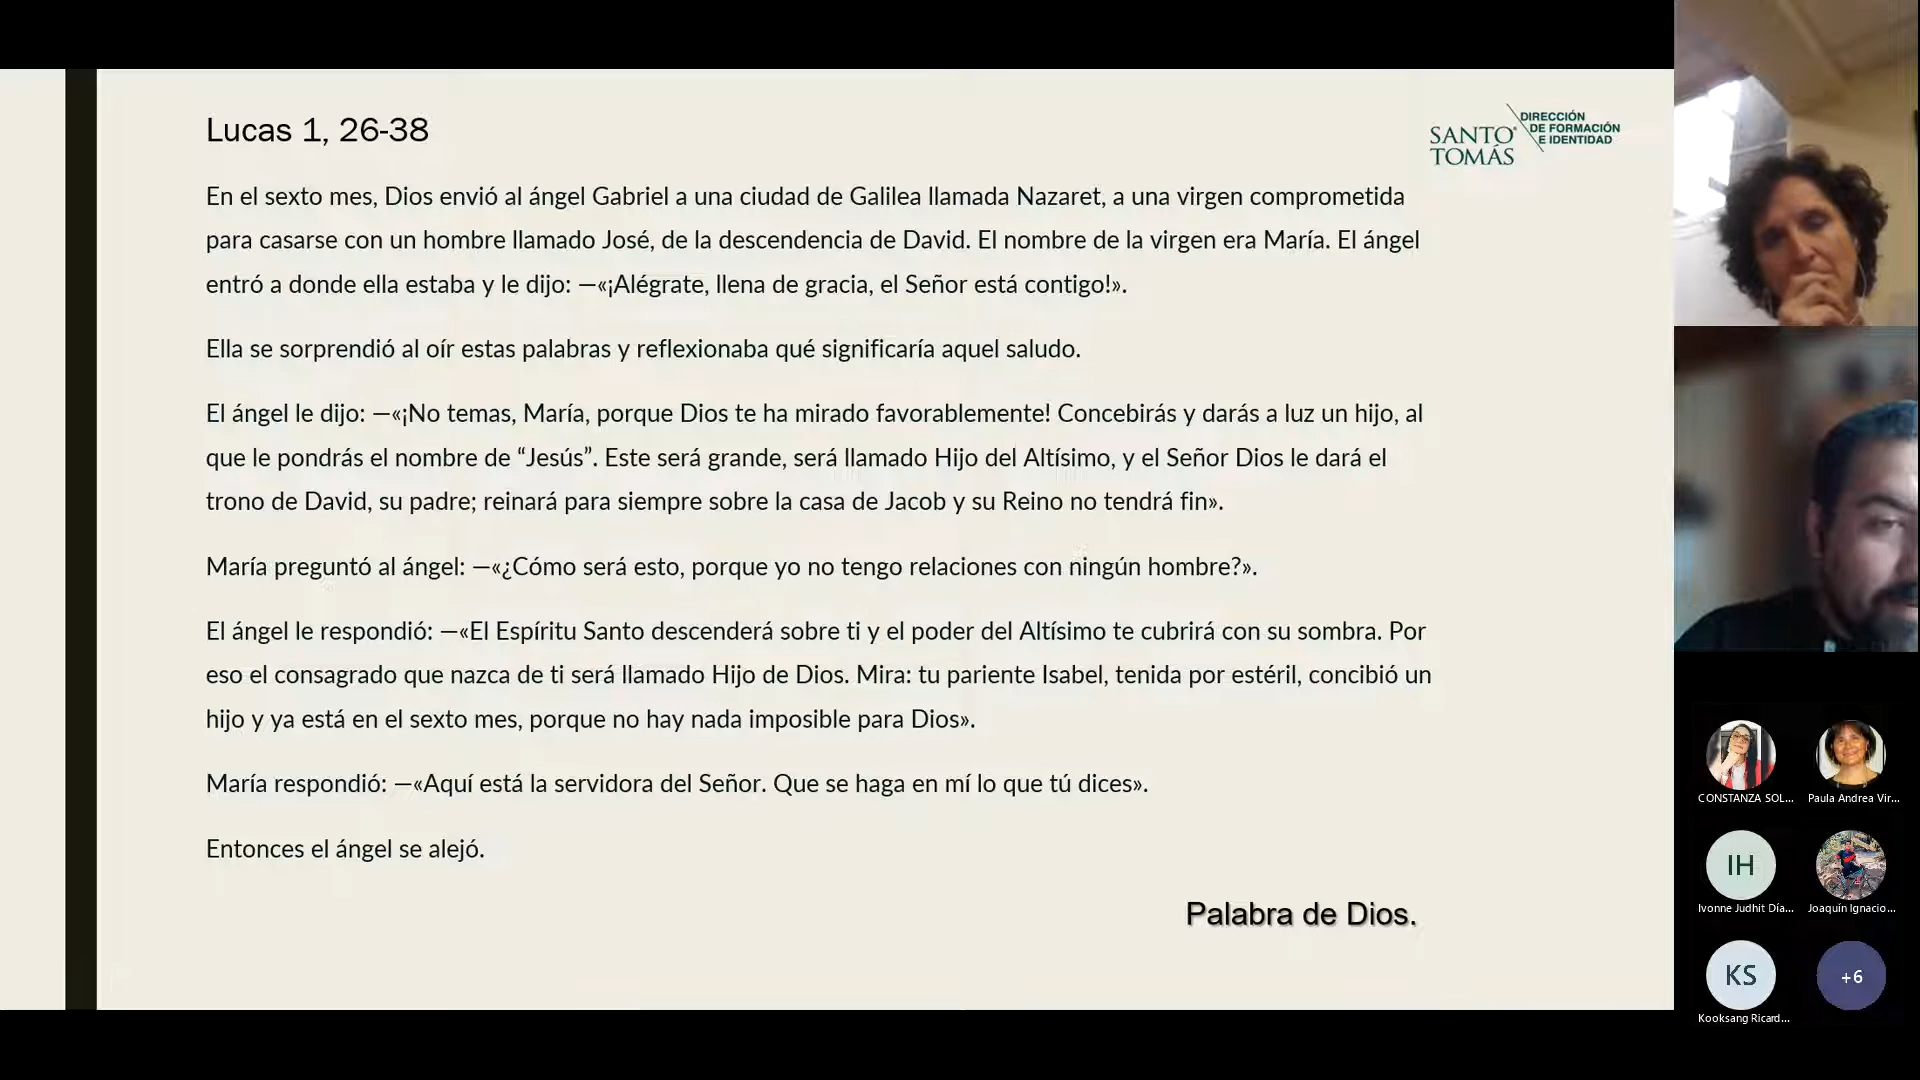 Lucas 1, 26-38
SANTO TOMÁS
DIRECCIÓN
DE FORMACIÓN
E IDENTIDAD
En el sexto mes, Dios envió al ángel Gabriel a una ciudad de Galilea llamada Nazaret, a una virgen comprometida
para casarse con un hombre llamado José, de la descendencia de David. El nombre de la virgen era María. El ángel
entró a donde ella estaba y le dijo: —«¡Alégrate, llena de gracia, el Señor está contigo!».
Ella se sorprendió al oír estas palabras y reflexionaba qué significaría aquel saludo.
El ángel le dijo: —«¡No temas, María, porque Dios te ha mirado favorablemente! Concebirás y darás a luz un hijo, al
que le pondrás el nombre de “Jesús”. Este será grande, será llamado Hijo del Altísimo, y el Señor Dios le dará el
trono de David, su padre; reinará para siempre sobre la casa de Jacob y su Reino no tendrá fin».
María preguntó al ángel: —«¿Cómo será esto, porque yo no tengo relaciones con ningún hombre?».
El ángel le respondió: —«El Espíritu Santo descenderá sobre ti y el poder del Altísimo te cubrirá con su sombra. Por
eso el consagrado que nazca de ti será llamado Hijo de Dios. Mira: tu pariente Isabel, tenida por estéril, concibió un
hijo y ya está en el sexto mes, porque no hay nada imposible para Dios».
María respondió: —«Aquí está la servidora del Señor. Que se haga en mí lo que tú dices».
Entonces el ángel se alejó.
Palabra de Dios.
CONSTANZA SOL...
Paula Andrea Vir...
IH
Ivonne Judhit Día...
Joaquín Ignacio...
KS
Kooksang Ricard...
+6